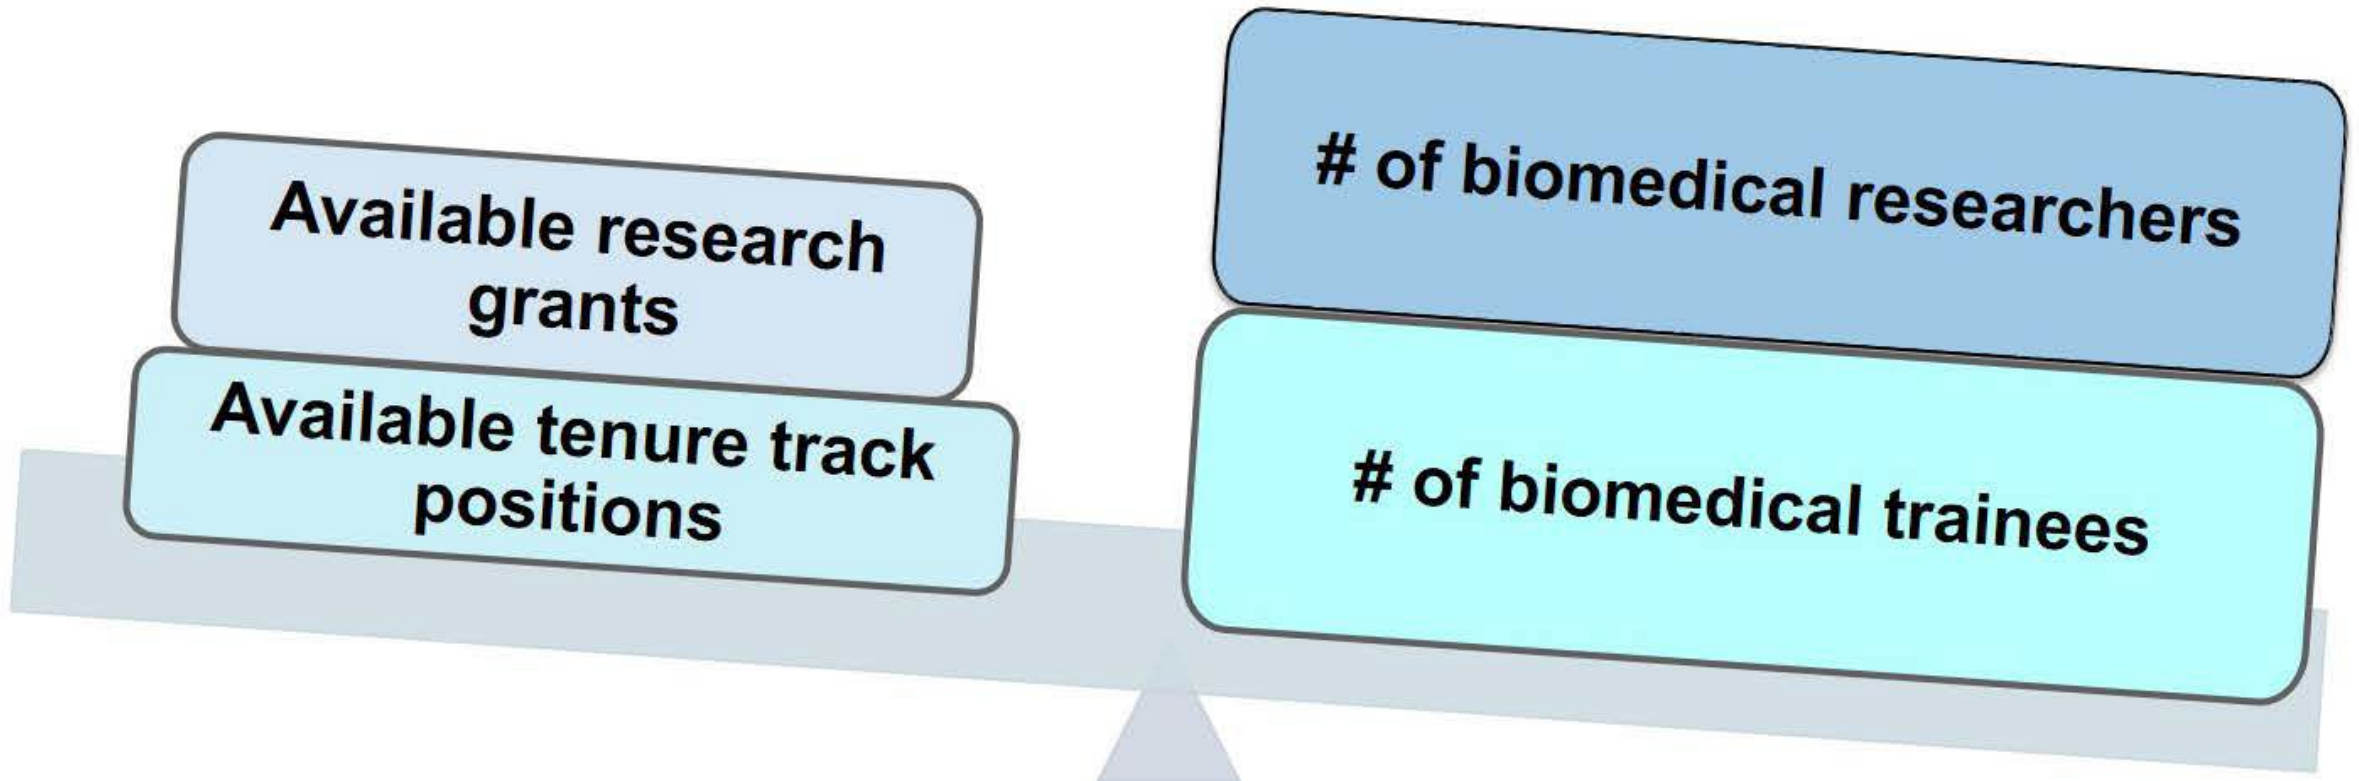 Available research
grants
Available tenure track
positions
# of biomedical researchers
# of biomedical trainees